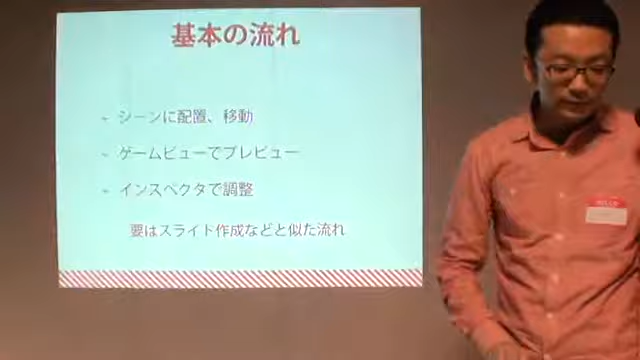 基本の流れ
- シーンに配置、移動
- ゲームビューでプレビュー
- インスペクタで調整
要はスライド作成などと似た流れ